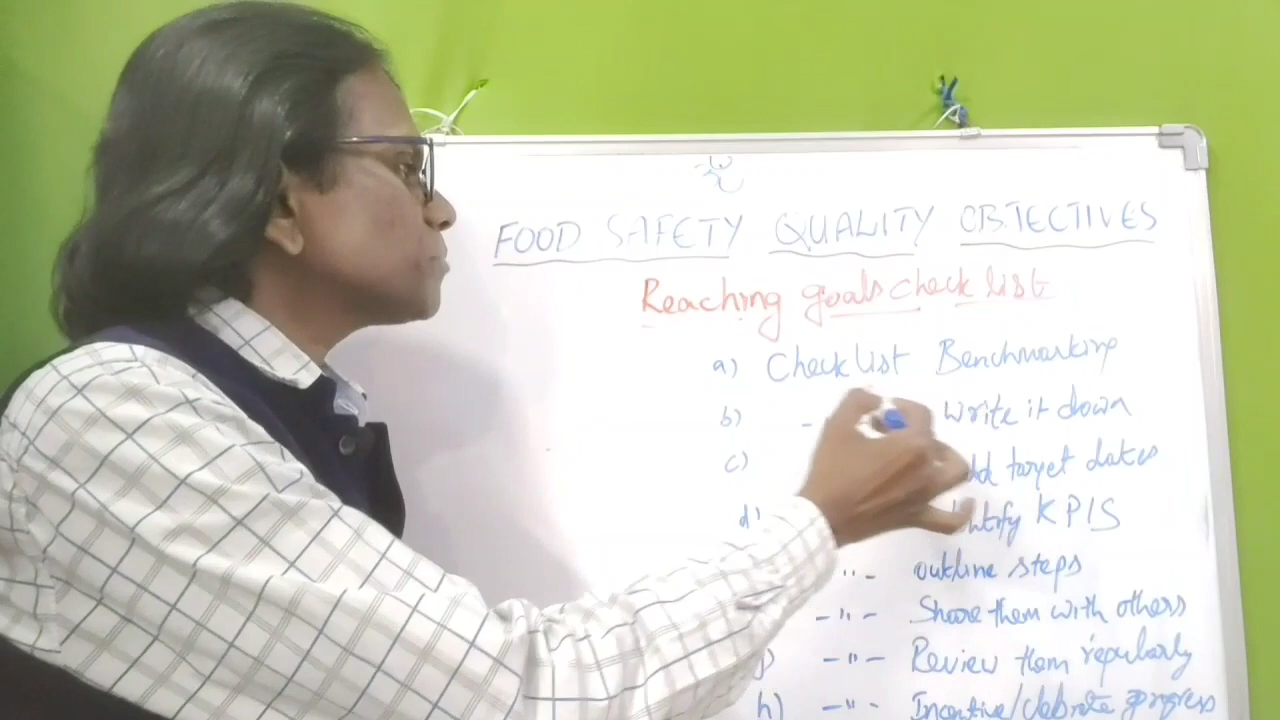 FOOD SAFETY QUALITY OBJECTIVES
Reaching goals check list
a) Check list Benchmarking
b) - Write it down
c) target dates
d) KPIS
-"- outline steps
-"- Share them with others
-"- Review them regularly
h) -"- Incentive/celebrate progress